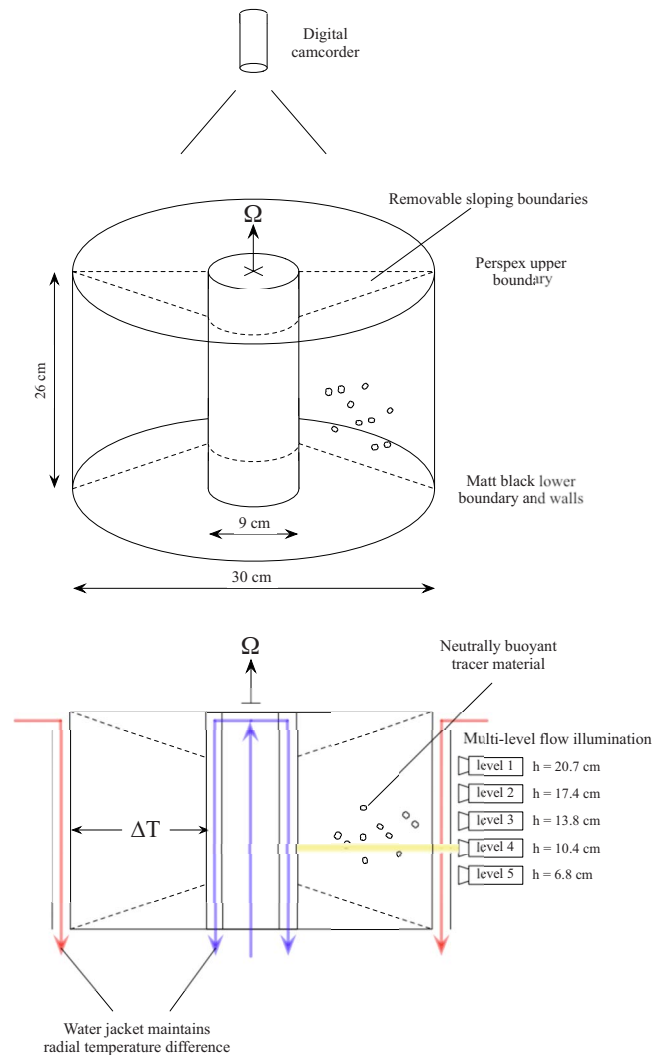 Digital
camcorder
Removable sloping boundaries
Ω
Perspex upper
boundary
26 cm
Matt black lower
boundary and walls
9 cm
30 cm
Ω
Neutrally buoyant
tracer material
Multi-level flow illumination
level 1 h = 20.7 cm
level 2 h = 17.4 cm
level 3 h = 13.8 cm
level 4 h = 10.4 cm
level 5 h = 6.8 cm
ΔT
Water jacket maintains
radial temperature difference